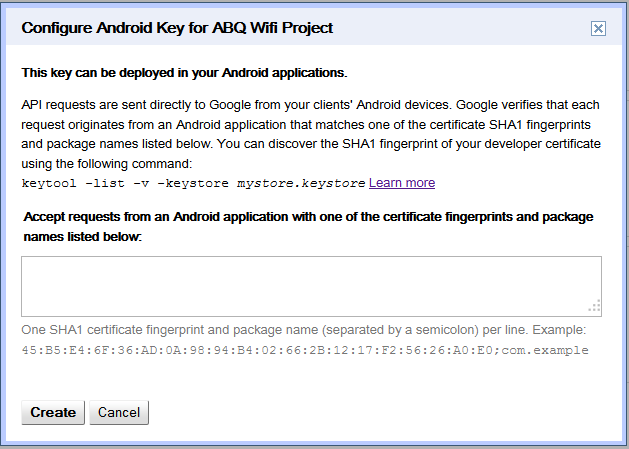 Configure Android Key for ABQ Wifi Project
This key can be deployed in your Android applications.
API requests are sent directly to Google from your clients' Android devices. Google verifies that each
request originates from an Android application that matches one of the certificate SHA1 fingerprints
and package names listed below. You can discover the SHA1 fingerprint of your developer certificate
using the following command:
keytool -list -v -keystore mystore.keystore Learn more
Accept requests from an Android application with one of the certificate fingerprints and package
names listed below:
One SHA1 certificate fingerprint and package name (separated by a semicolon) per line. Example:
45:B5:E4:6F:36:AD:0A:98:94:B4:02:66:2B:12:17:F2:56:26:A0:E0;com.example
Create Cancel